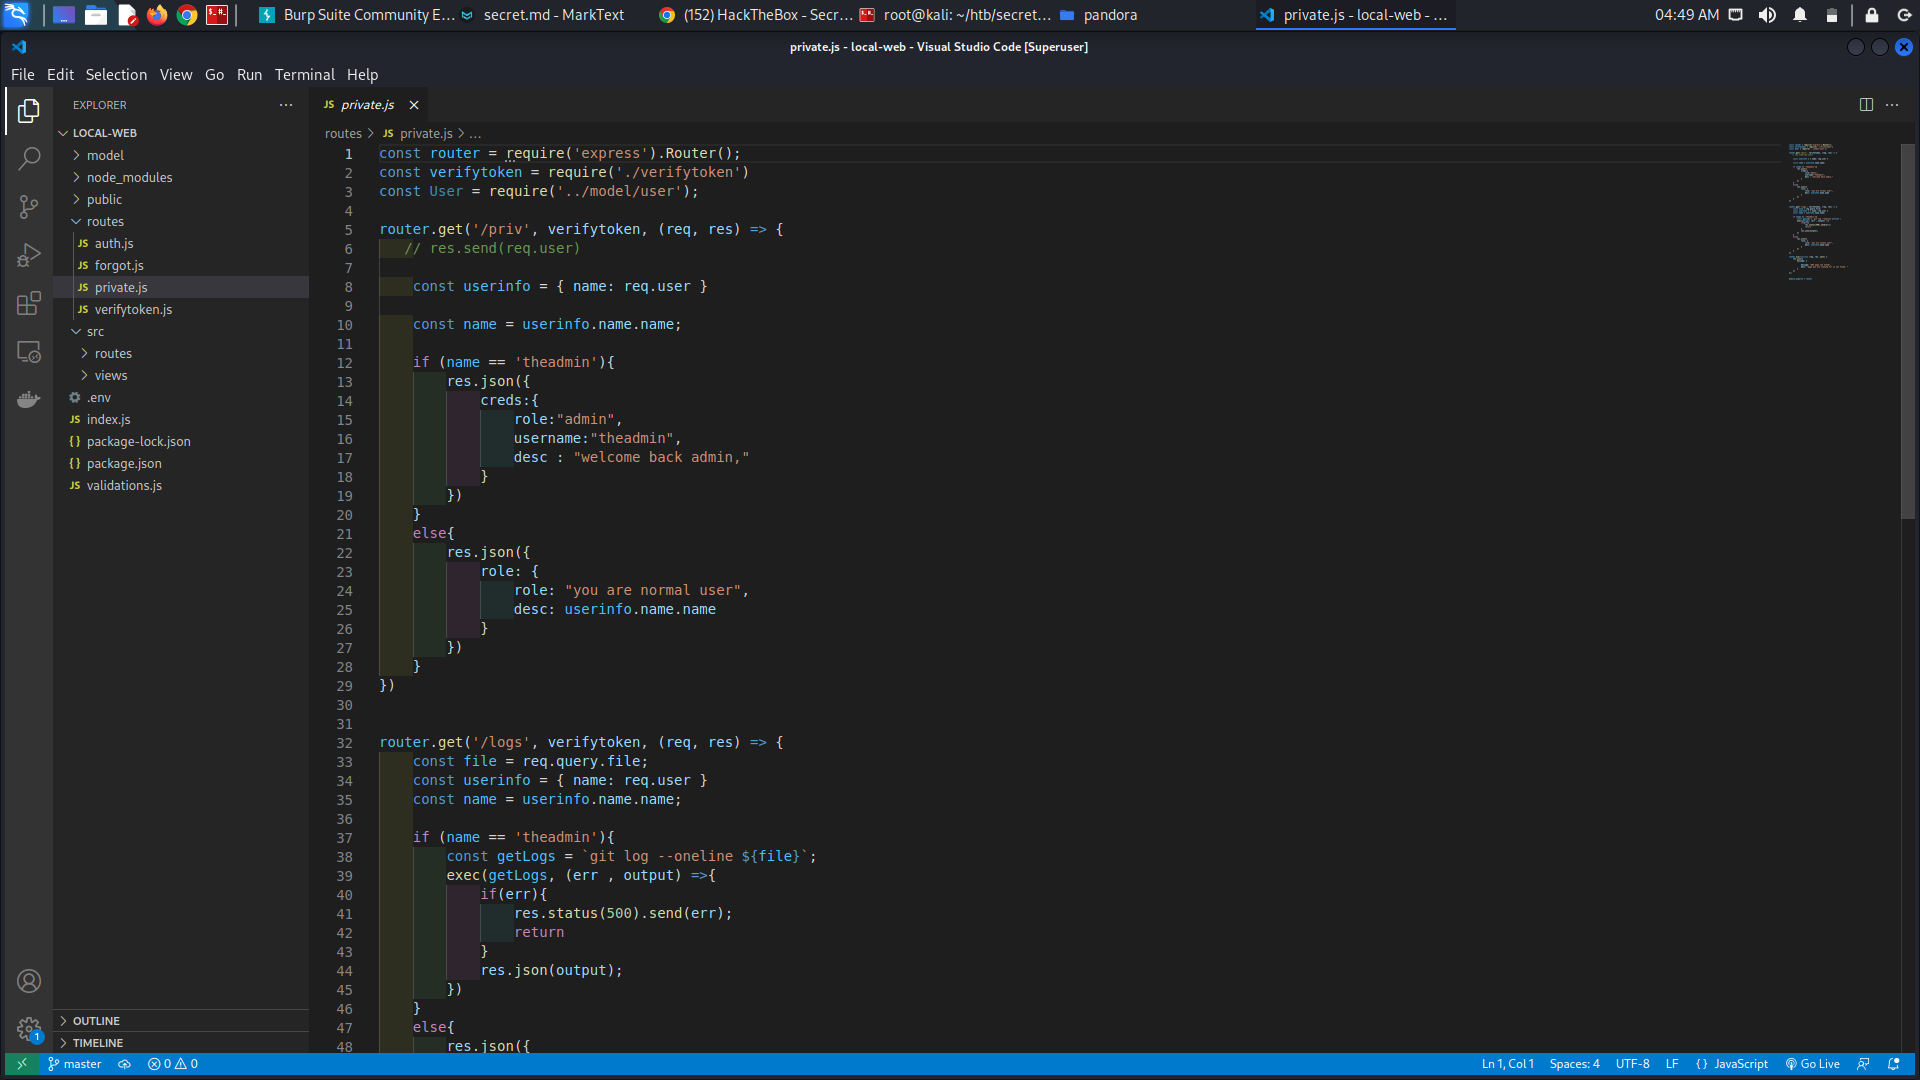 Burp Suite Community E...
secret.md - MarkText
(152) HackTheBox - Secr...
root@kali: ~/htb/secret...
pandora
private.js - local-web - ...
04:49 AM
private.js - local-web - Visual Studio Code [Superuser]
File Edit Selection View Go Run Terminal Help
EXPLORER
JS private.js
LOCAL-WEB
routes > JS private.js > ...
model
node_modules
public
routes
JS auth.js
JS forgot.js
JS private.js
JS verifytoken.js
src
routes
views
.env
JS index.js
{} package-lock.json
{} package.json
JS validations.js
OUTLINE
TIMELINE
1
1 const router = require('express').Router();
2 const verifytoken = require('./verifytoken')
3 const User = require('../model/user');
4
5 router.get('/priv', verifytoken, (req, res) => {
6 // res.send(req.user)
7
8 const userinfo = { name: req.user }
9
10 const name = userinfo.name.name;
11
12 if (name == 'theadmin'){
13 res.json({
14 creds:{
15 role:"admin",
16 username:"theadmin",
17 desc : "welcome back admin,"
18 }
19 })
20 }
21 else{
22 res.json({
23 role: {
24 role: "you are normal user",
25 desc: userinfo.name.name
26 }
27 })
28 }
29 })
30
31
32 router.get('/logs', verifytoken, (req, res) => {
33 const file = req.query.file;
34 const userinfo = { name: req.user }
35 const name = userinfo.name.name;
36
37 if (name == 'theadmin'){
38 const getLogs = `git log --oneline ${file}`;
39 exec(getLogs, (err , output) =>{
40 if(err){
41 res.status(500).send(err);
42 return
43 }
44 res.json(output);
45 })
46 }
47 else{
48 res.json({
master
0 0
Ln 1, Col 1
Spaces: 4
UTF-8
LF
{} JavaScript
Go Live